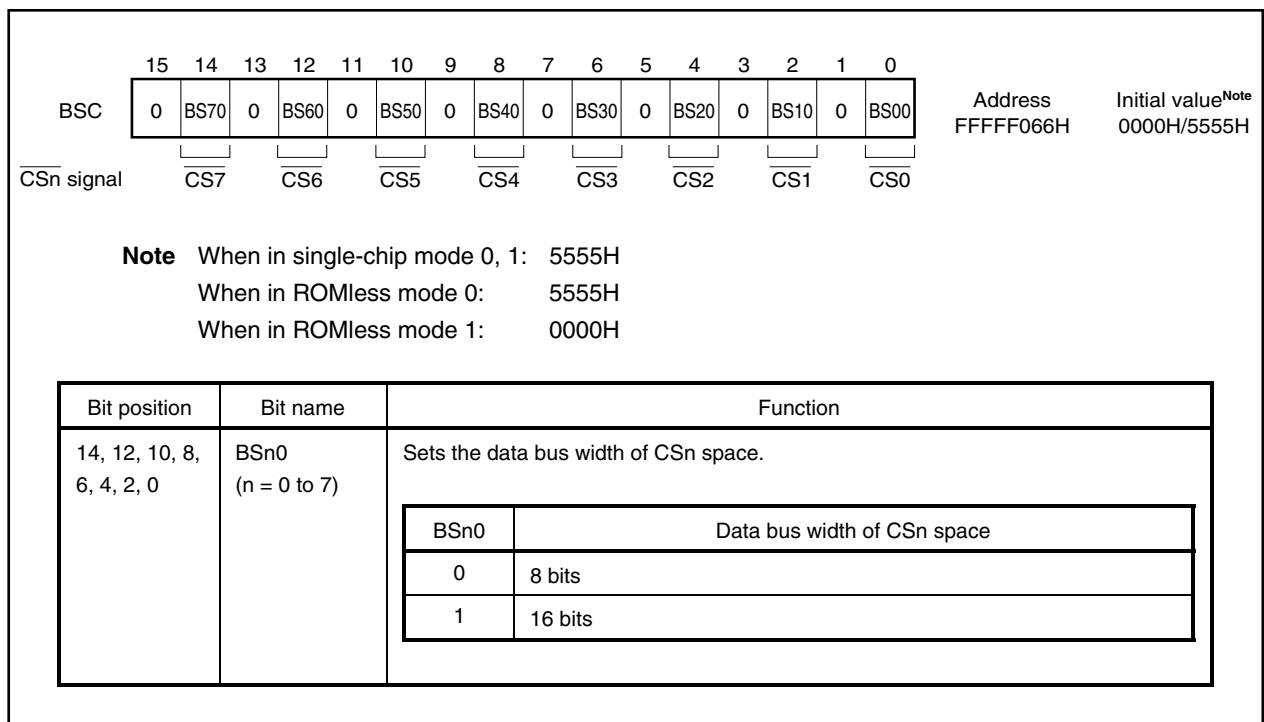 15 14 13 12 11 10 9 8 7 6 5 4 3 2 1 0
BSC 0 BS70 0 BS60 0 BS50 0 BS40 0 BS30 0 BS20 0 BS10 0 BS00 Address Initial valueNote
FFFFF066H 0000H/5555H
CSn signal CS7 CS6 CS5 CS4 CS3 CS2 CS1 CS0
Note When in single-chip mode 0, 1: 5555H
When in ROMless mode 0: 5555H
When in ROMless mode 1: 0000H
Bit position Bit name Function
14, 12, 10, 8, BSn0 Sets the data bus width of CSn space.
6, 4, 2, 0 (n = 0 to 7)
BSn0 Data bus width of CSn space
0 8 bits
1 16 bits